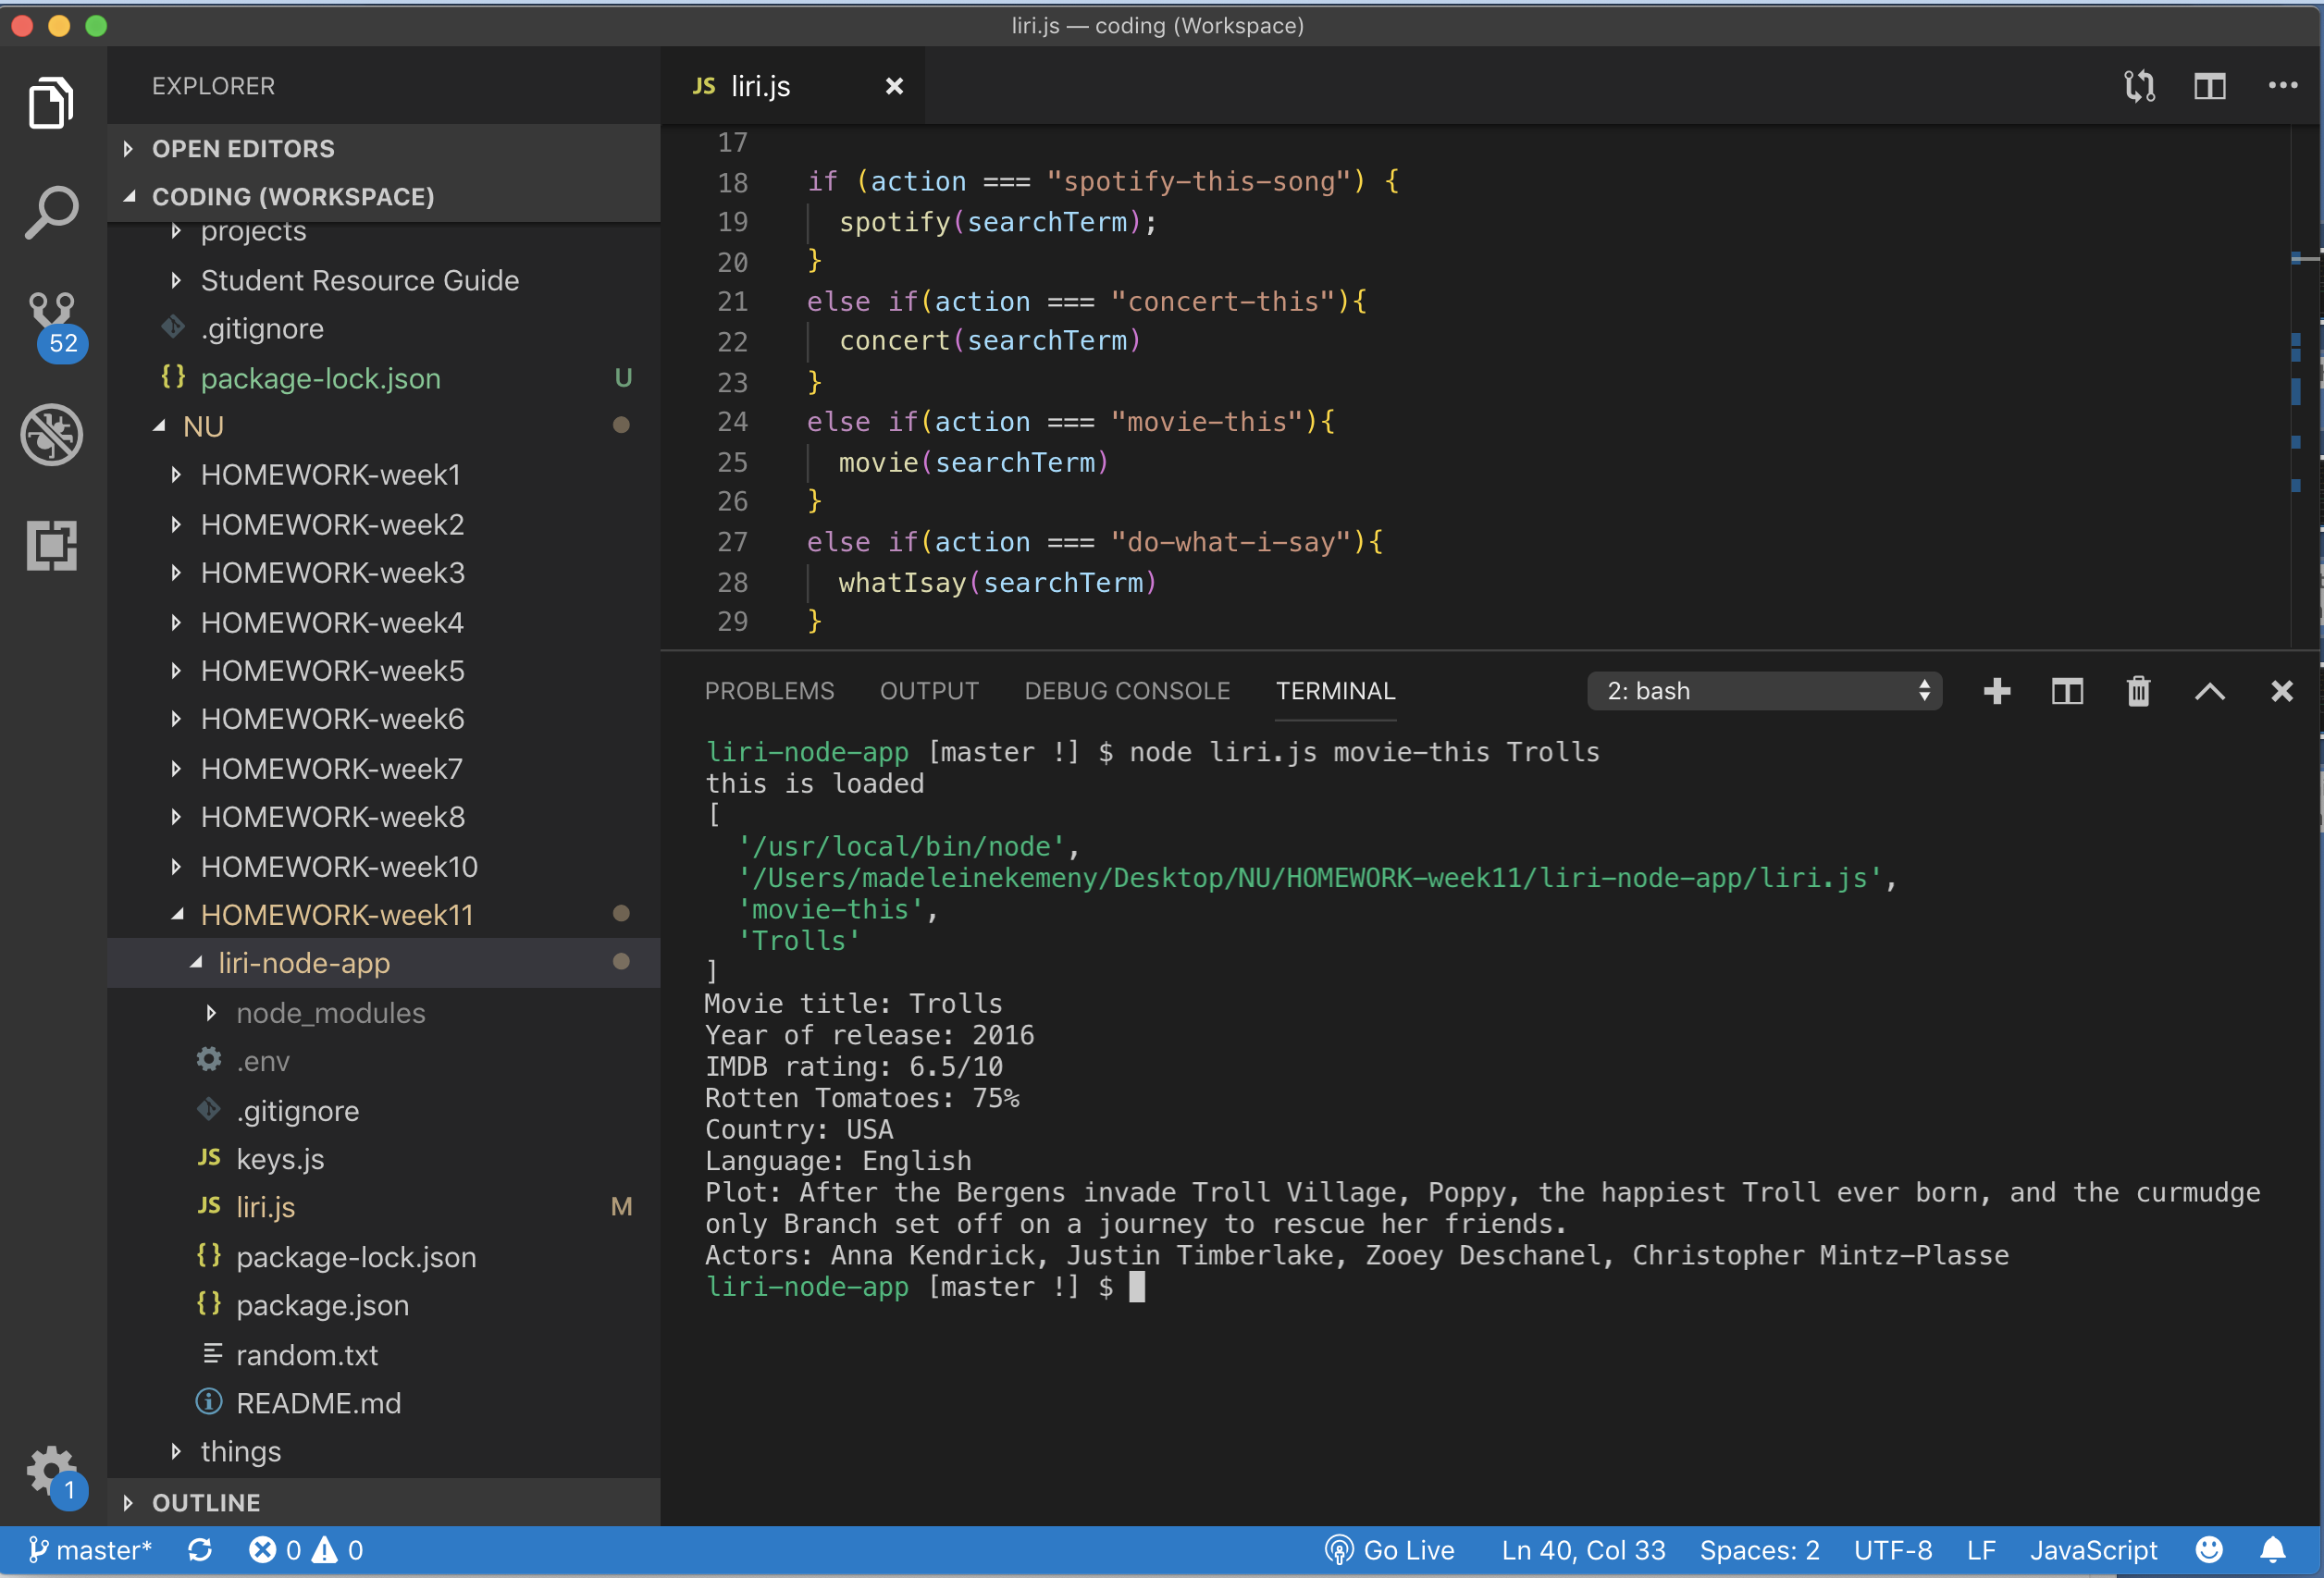 liri.js — coding (Workspace)
EXPLORER
OPEN EDITORS
CODING (WORKSPACE)
projects
Student Resource Guide
.gitignore
{} package-lock.json U
NU
HOMEWORK-week1
HOMEWORK-week2
HOMEWORK-week3
HOMEWORK-week4
HOMEWORK-week5
HOMEWORK-week6
HOMEWORK-week7
HOMEWORK-week8
HOMEWORK-week10
HOMEWORK-week11
liri-node-app
node_modules
.env
.gitignore
JS keys.js
JS liri.js M
{} package-lock.json
{} package.json
random.txt
README.md
things
OUTLINE
52
1
JS liri.js
17
18 if (action === "spotify-this-song") {
19 spotify(searchTerm);
20 }
21 else if(action === "concert-this"){
22 concert(searchTerm)
23 }
24 else if(action === "movie-this"){
25 movie(searchTerm)
26 }
27 else if(action === "do-what-i-say"){
28 whatIsay(searchTerm)
29 }
PROBLEMS OUTPUT DEBUG CONSOLE TERMINAL 2: bash
liri-node-app [master !] $ node liri.js movie-this Trolls
this is loaded
[
'/usr/local/bin/node',
'/Users/madeleinekemeny/Desktop/NU/HOMEWORK-week11/liri-node-app/liri.js',
'movie-this',
'Trolls'
]
Movie title: Trolls
Year of release: 2016
IMDB rating: 6.5/10
Rotten Tomatoes: 75%
Country: USA
Language: English
Plot: After the Bergens invade Troll Village, Poppy, the happiest Troll ever born, and the curmudge
only Branch set off on a journey to rescue her friends.
Actors: Anna Kendrick, Justin Timberlake, Zooey Deschanel, Christopher Mintz-Plasse
liri-node-app [master !] $
master* 0 0 Go Live Ln 40, Col 33 Spaces: 2 UTF-8 LF JavaScript